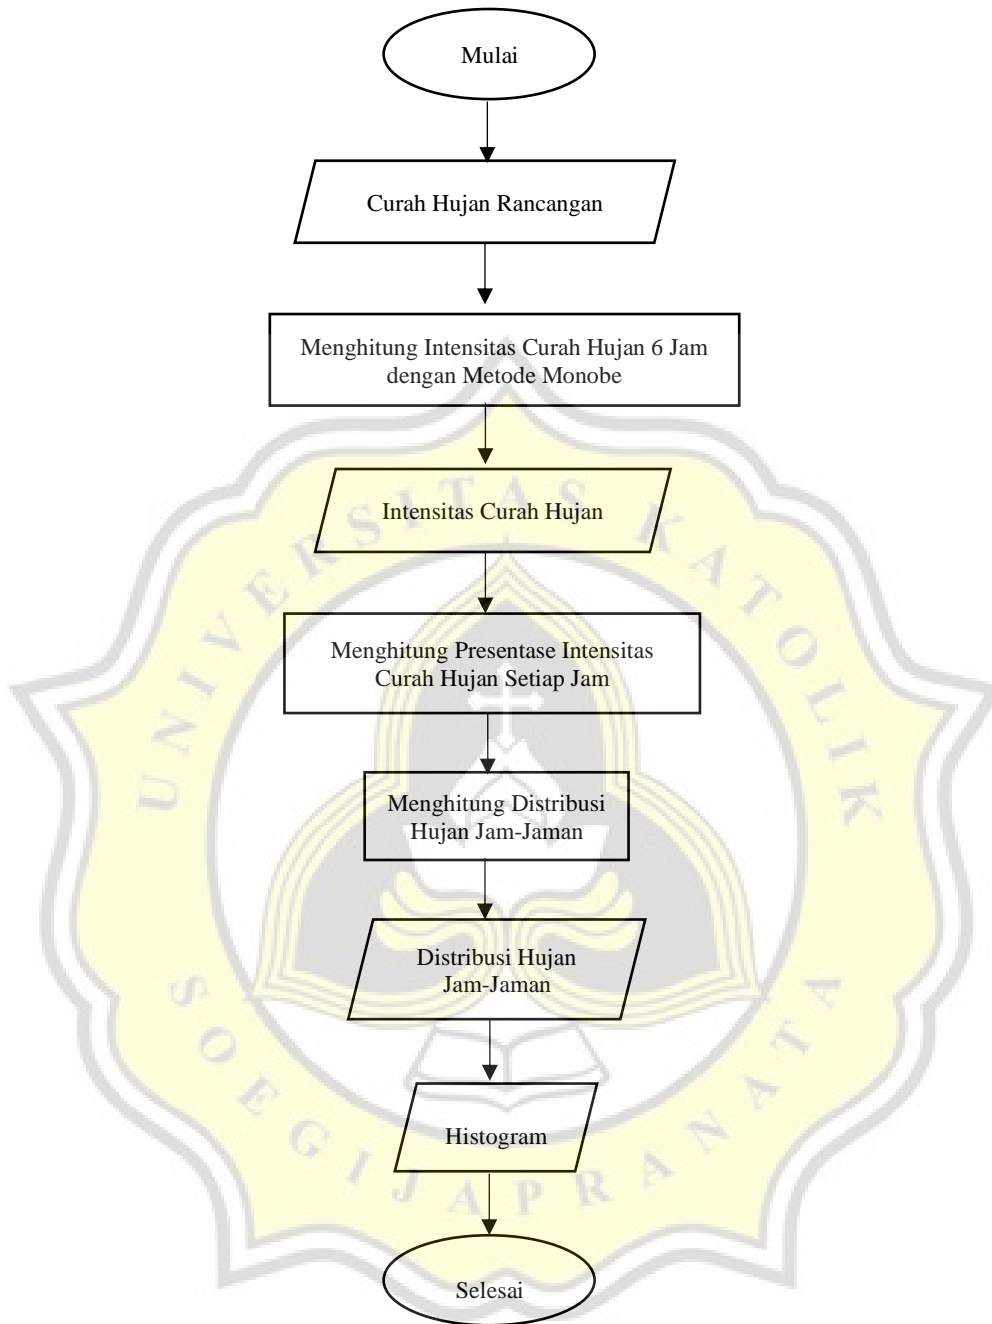 Mulai
Curah Hujan Rancangan
Menghitung Intensitas Curah Hujan 6 Jam
dengan Metode Monobe
Intensitas Curah Hujan
Menghitung Presentase Intensitas
Curah Hujan Setiap Jam
Menghitung Distribusi
Hujan Jam-Jaman
Distribusi Hujan
Jam-Jaman
Histogram
Selesai
UNIVERSITAS KATOLIK
SOEGIJAPRANATA